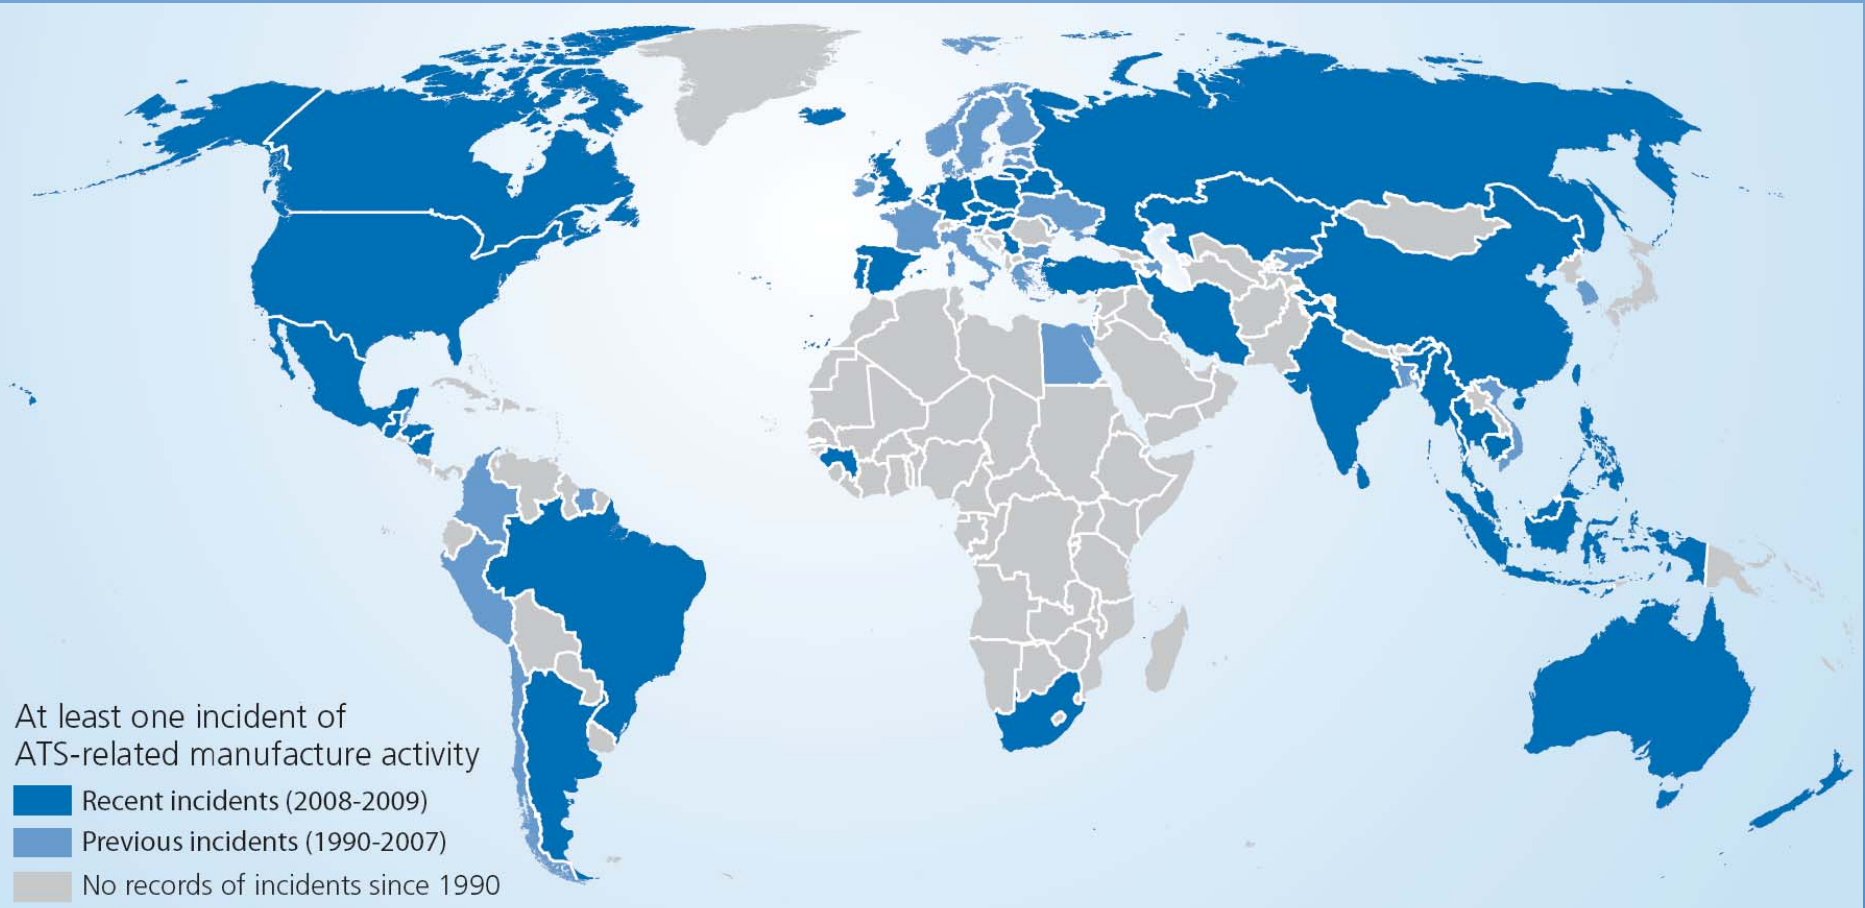 At least one incident of
ATS-related manufacture activity
Recent incidents (2008-2009)
Previous incidents (1990-2007)
No records of incidents since 1990